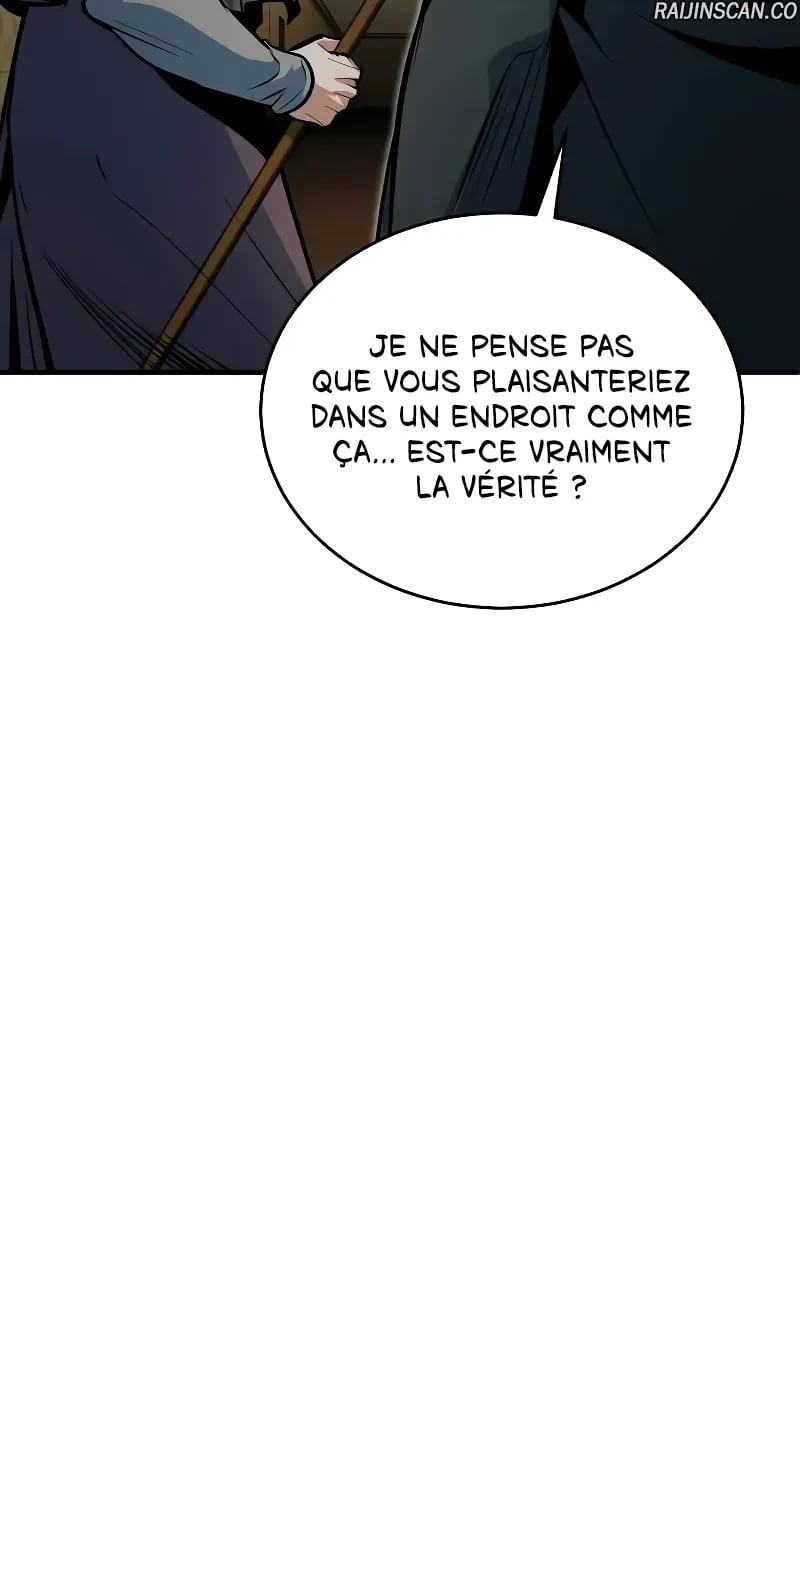 RAIJINSCAN.CO
JE NE PENSE PAS
QUE VOUS PLAISANTERIEZ
DANS UN ENDROIT COMME
ÇA... EST-CE VRAIMENT
LA VÉRITÉ ?